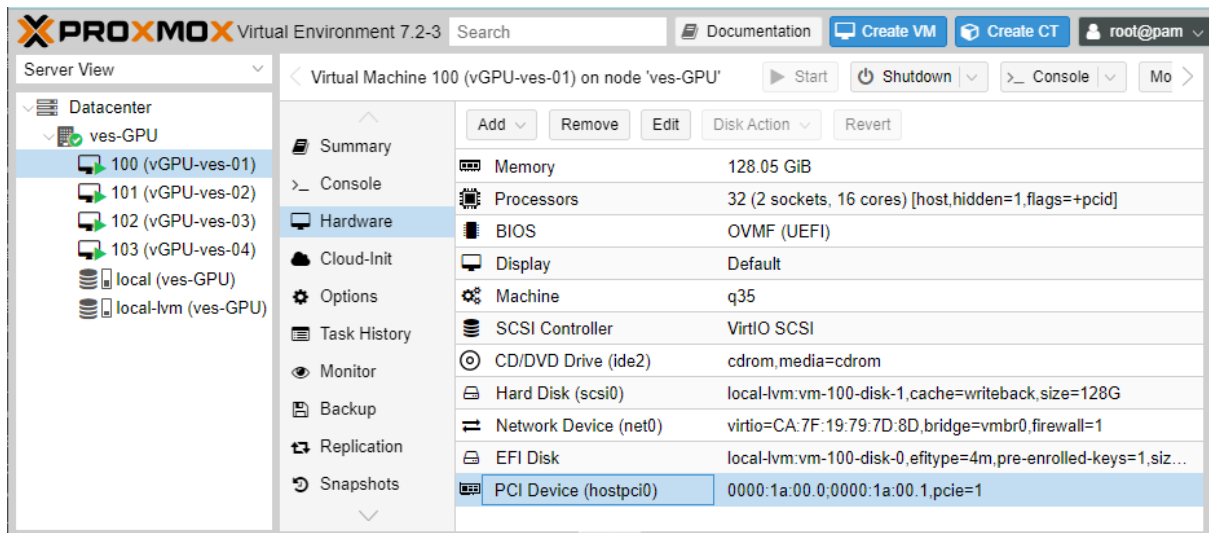 PROXMOX Virtual Environment 7.2-3 Search Documentation Create VM Create CT root@pam
Server View
Datacenter
ves-GPU
100 (vGPU-ves-01)
101 (vGPU-ves-02)
102 (vGPU-ves-03)
103 (vGPU-ves-04)
local (ves-GPU)
local-lvm (ves-GPU)
Virtual Machine 100 (vGPU-ves-01) on node 'ves-GPU' Start Shutdown >_ Console Mo
Summary
>_ Console
Hardware
Cloud-Init
Options
Task History
Monitor
Backup
Replication
Snapshots
Add Remove Edit Disk Action Revert
Memory 128.05 GiB
Processors 32 (2 sockets, 16 cores) [host,hidden=1,flags=+pcid]
BIOS OVMF (UEFI)
Display Default
Machine q35
SCSI Controller VirtIO SCSI
CD/DVD Drive (ide2) cdrom,media=cdrom
Hard Disk (scsi0) local-lvm:vm-100-disk-1,cache=writeback,size=128G
Network Device (net0) virtio=CA:7F:19:79:7D:8D,bridge=vmbr0,firewall=1
EFI Disk local-lvm:vm-100-disk-0,efitype=4m,pre-enrolled-keys=1,siz...
PCI Device (hostpci0) 0000:1a:00.0;0000:1a:00.1,pcie=1